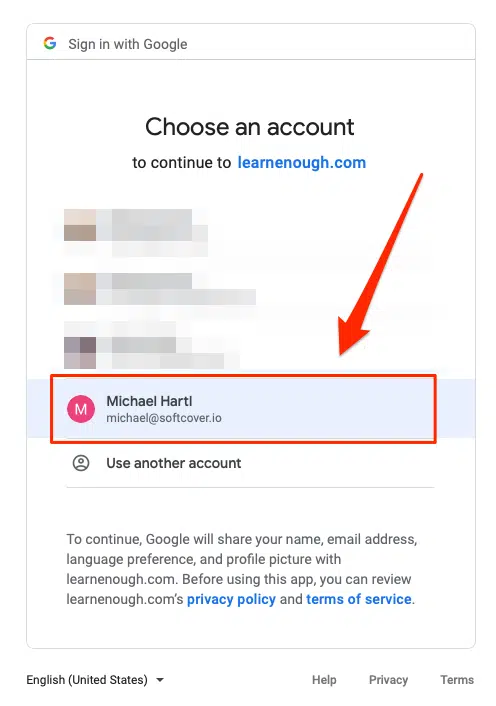 Sign in with Google
Choose an account
to continue to learnenough.com
M
Michael Hartl
michael@softcover.io
Use another account
To continue, Google will share your name, email address,
language preference, and profile picture with
learnenough.com. Before using this app, you can review
learnenough.com’s privacy policy and terms of service.
English (United States) Help Privacy Terms